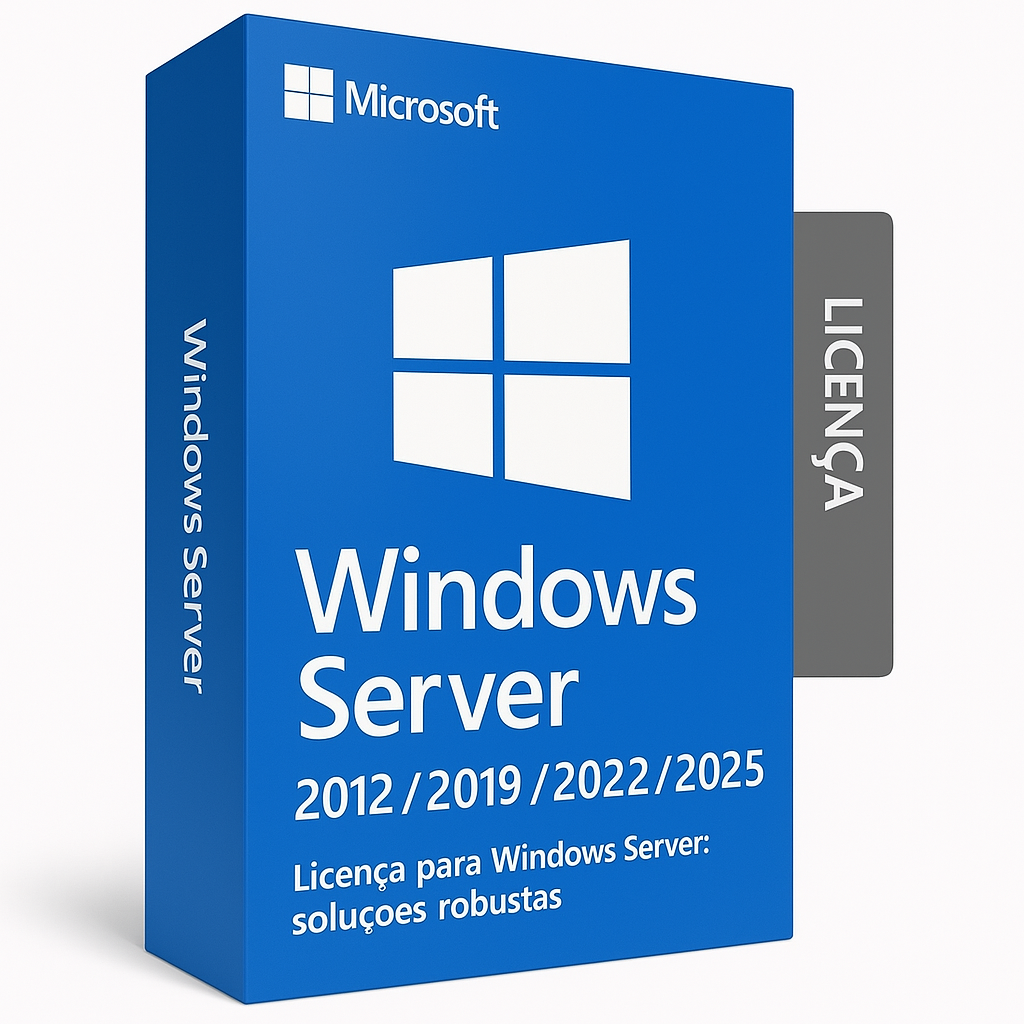 Microsoft
Windows Server
LICENÇA
Windows
Server
2012/2019/2022/2025
Licença para Windows Server:
soluçoes robustas